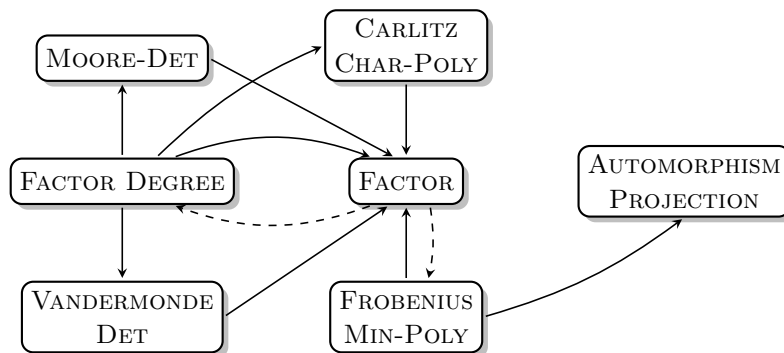 MOORE-DET
CARLITZ
CHAR-POLY
FACTOR DEGREE
FACTOR
AUTOMORPHISM
PROJECTION
VANDERMONDE
DET
FROBENIUS
MIN-POLY